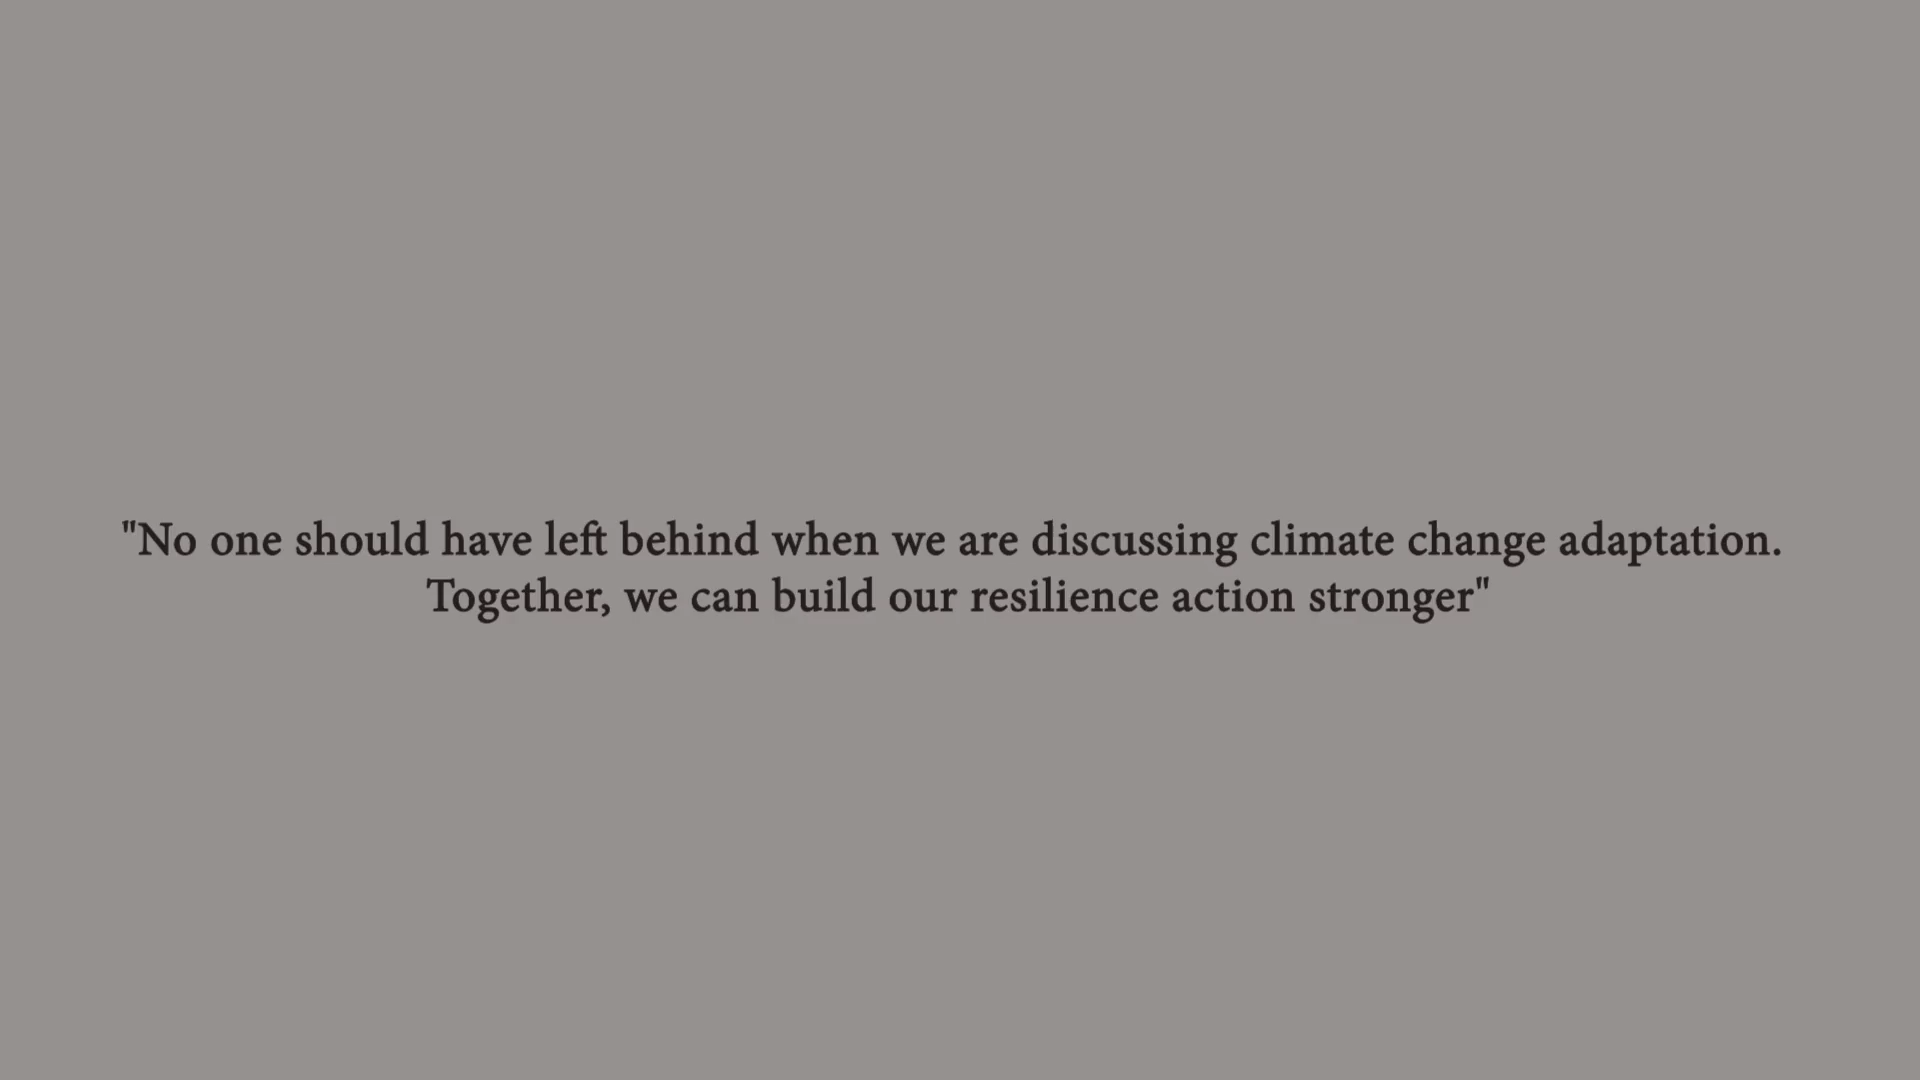 "No one should have left behind when we are discussing climate change adaptation.
Together, we can build our resilience action stronger"